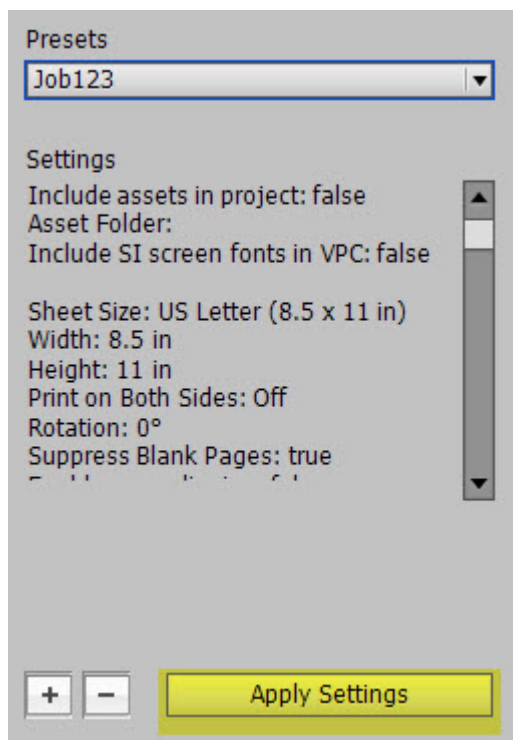 Presets
Job123
Settings
Include assets in project: false
Asset Folder:
Include SI screen fonts in VPC: false
Sheet Size: US Letter (8.5 x 11 in)
Width: 8.5 in
Height: 11 in
Print on Both Sides: Off
Rotation: 0°
Suppress Blank Pages: true
+ −
Apply Settings